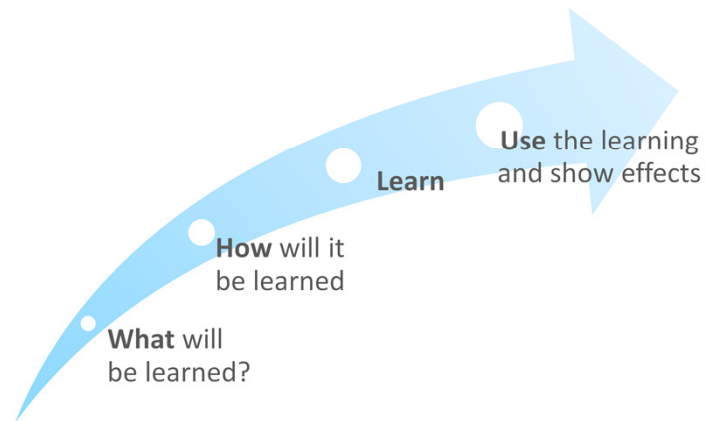 Use the learning
and show effects
Learn
How will it
be learned
What will
be learned?